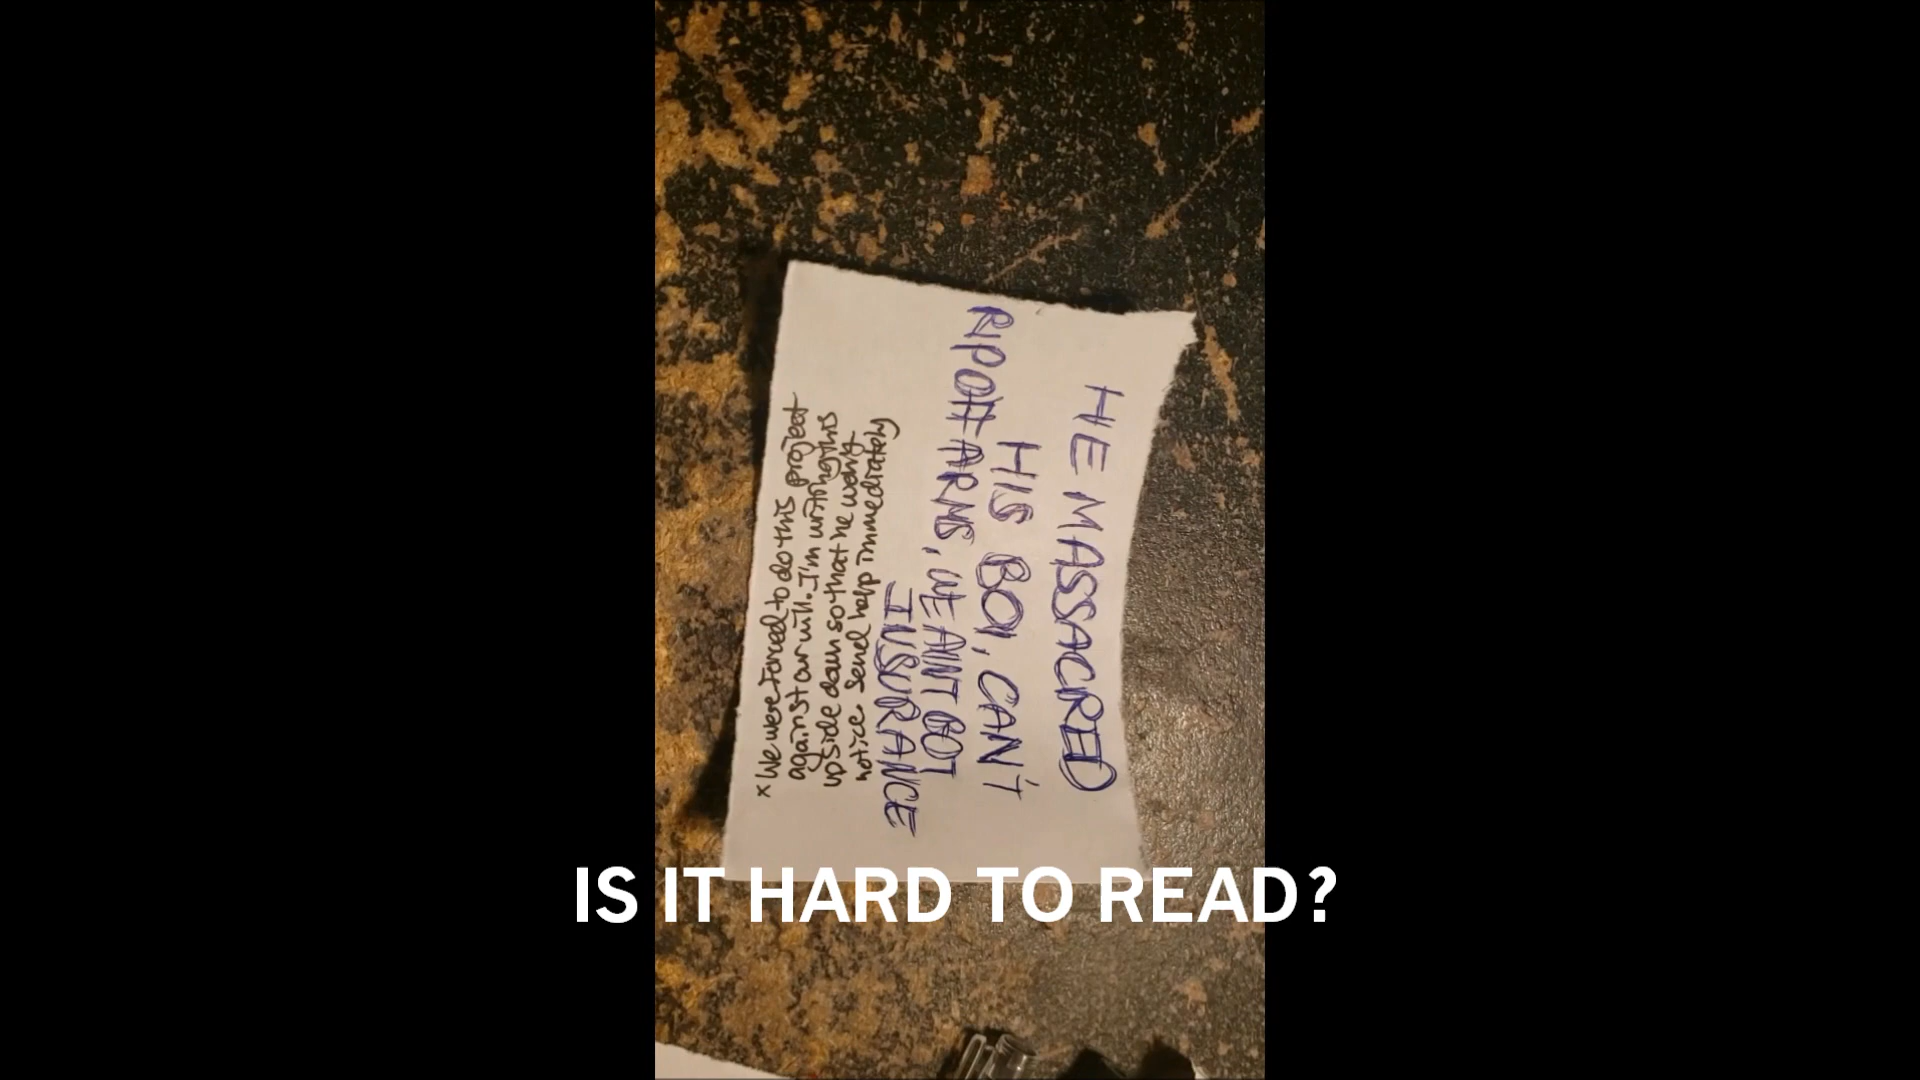 HE MASSACRED
HIS BOI, CAN'T
RIP OFF ARMS, WE AINT GOT
INSURANCE
x We were forced to do this project
against our will. I'm writing this
upside down so that he won't
notice. Send help immediately
IS IT HARD TO READ?